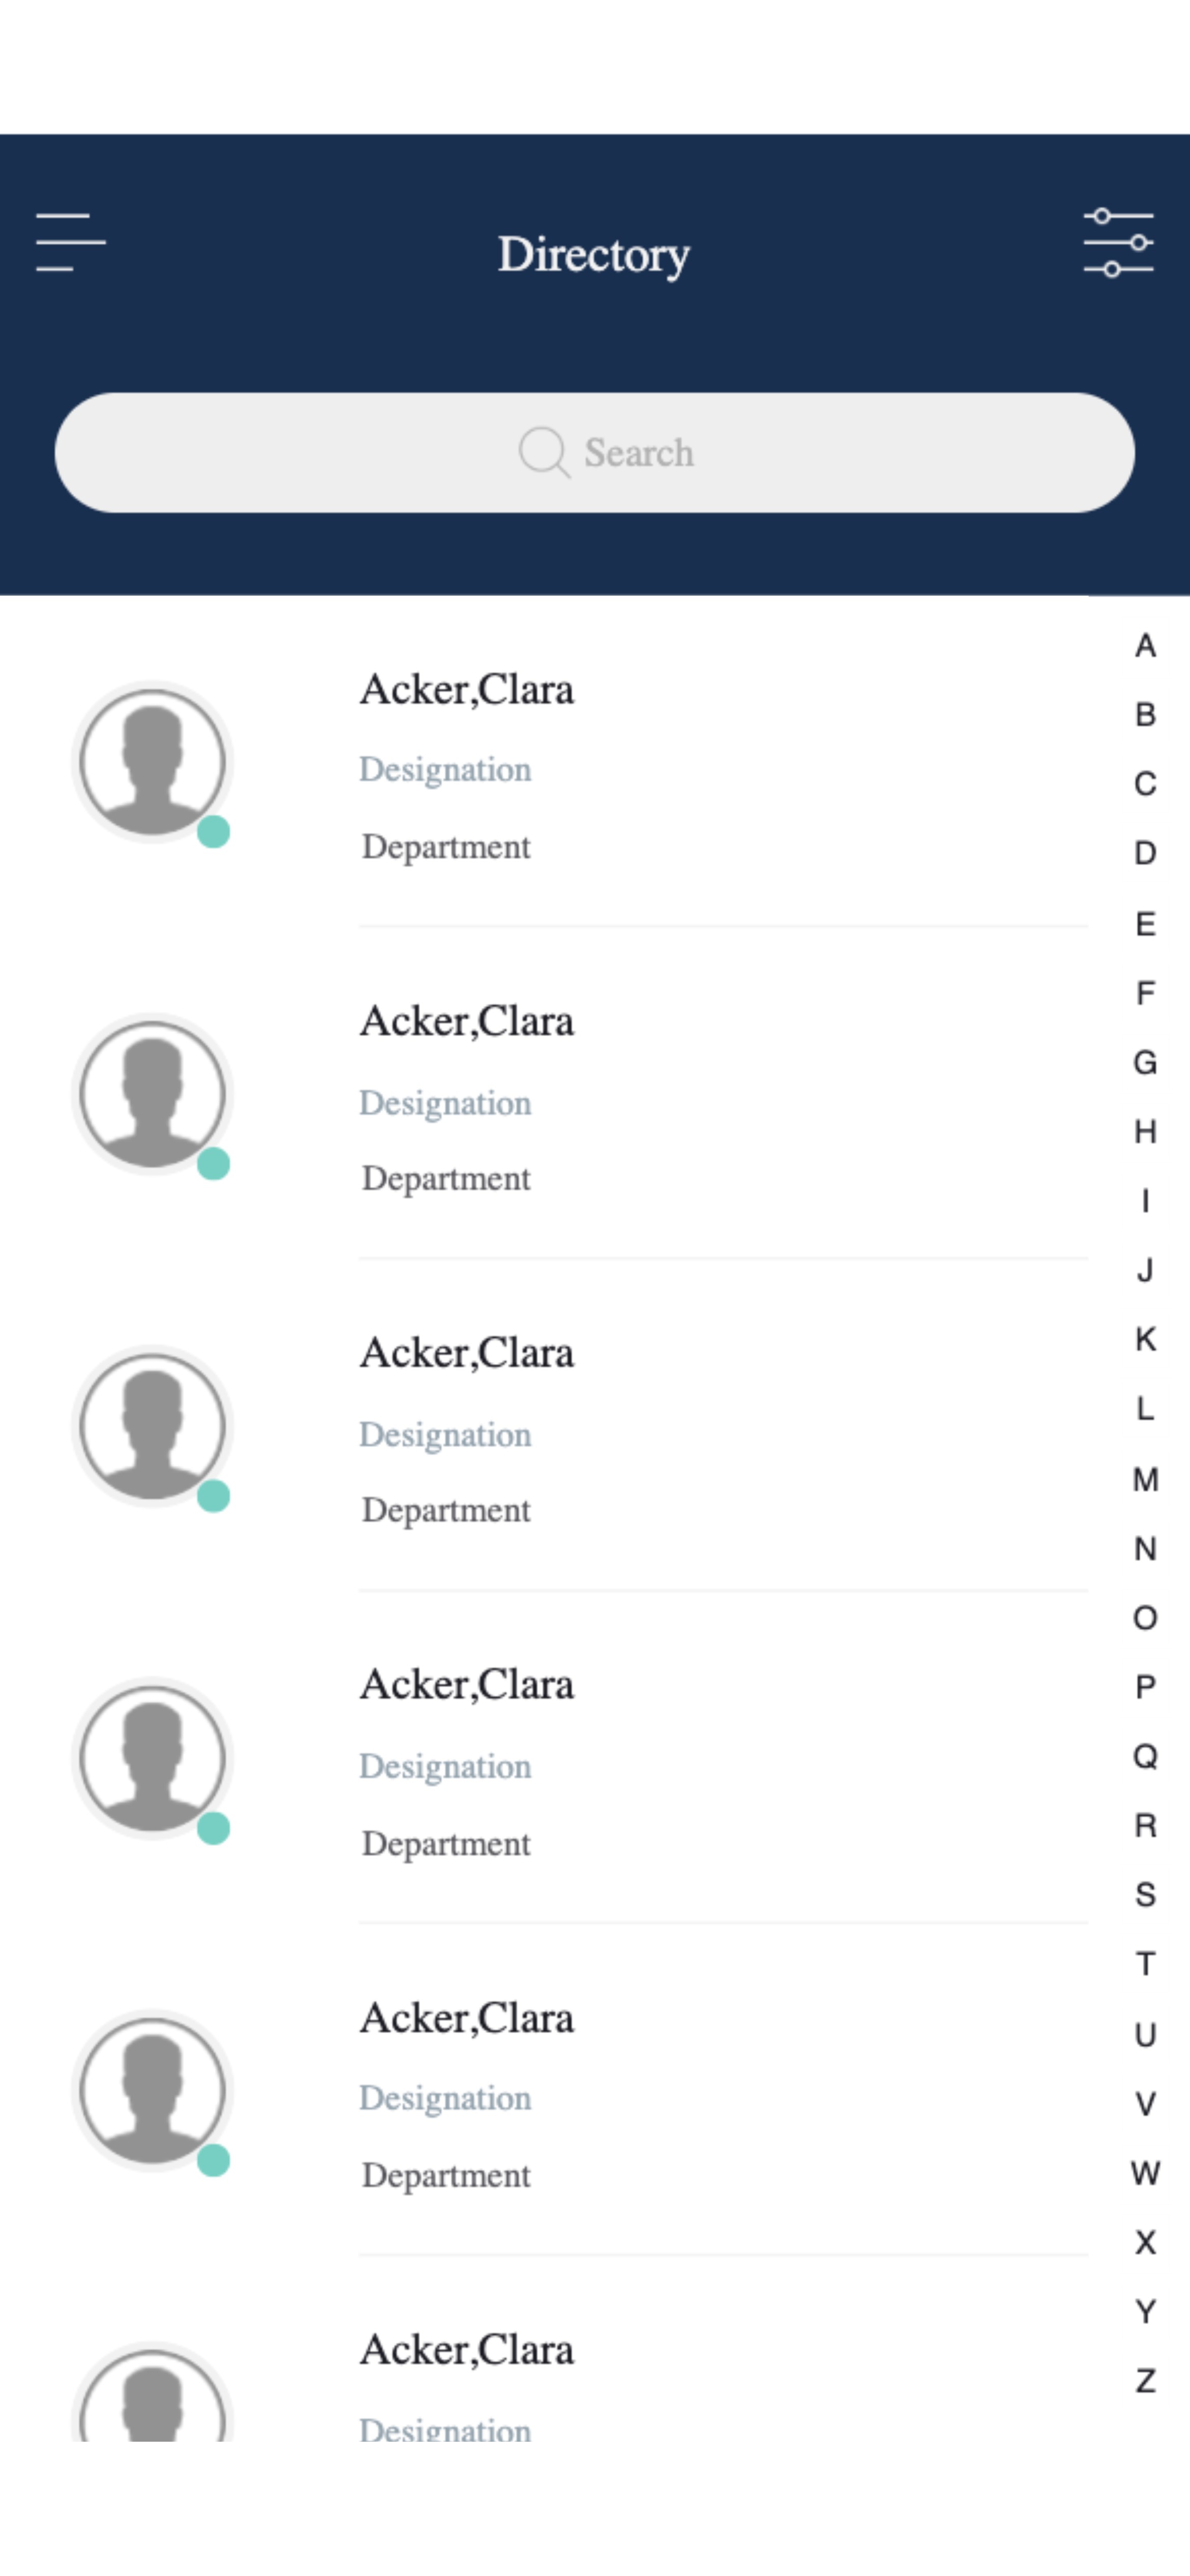 Directory
Search
Acker,Clara
Designation
Department
Acker,Clara
Designation
Department
Acker,Clara
Designation
Department
Acker,Clara
Designation
Department
Acker,Clara
Designation
Department
Acker,Clara
Designation
A
B
C
D
E
F
G
H
I
J
K
L
M
N
O
P
Q
R
S
T
U
V
W
X
Y
Z